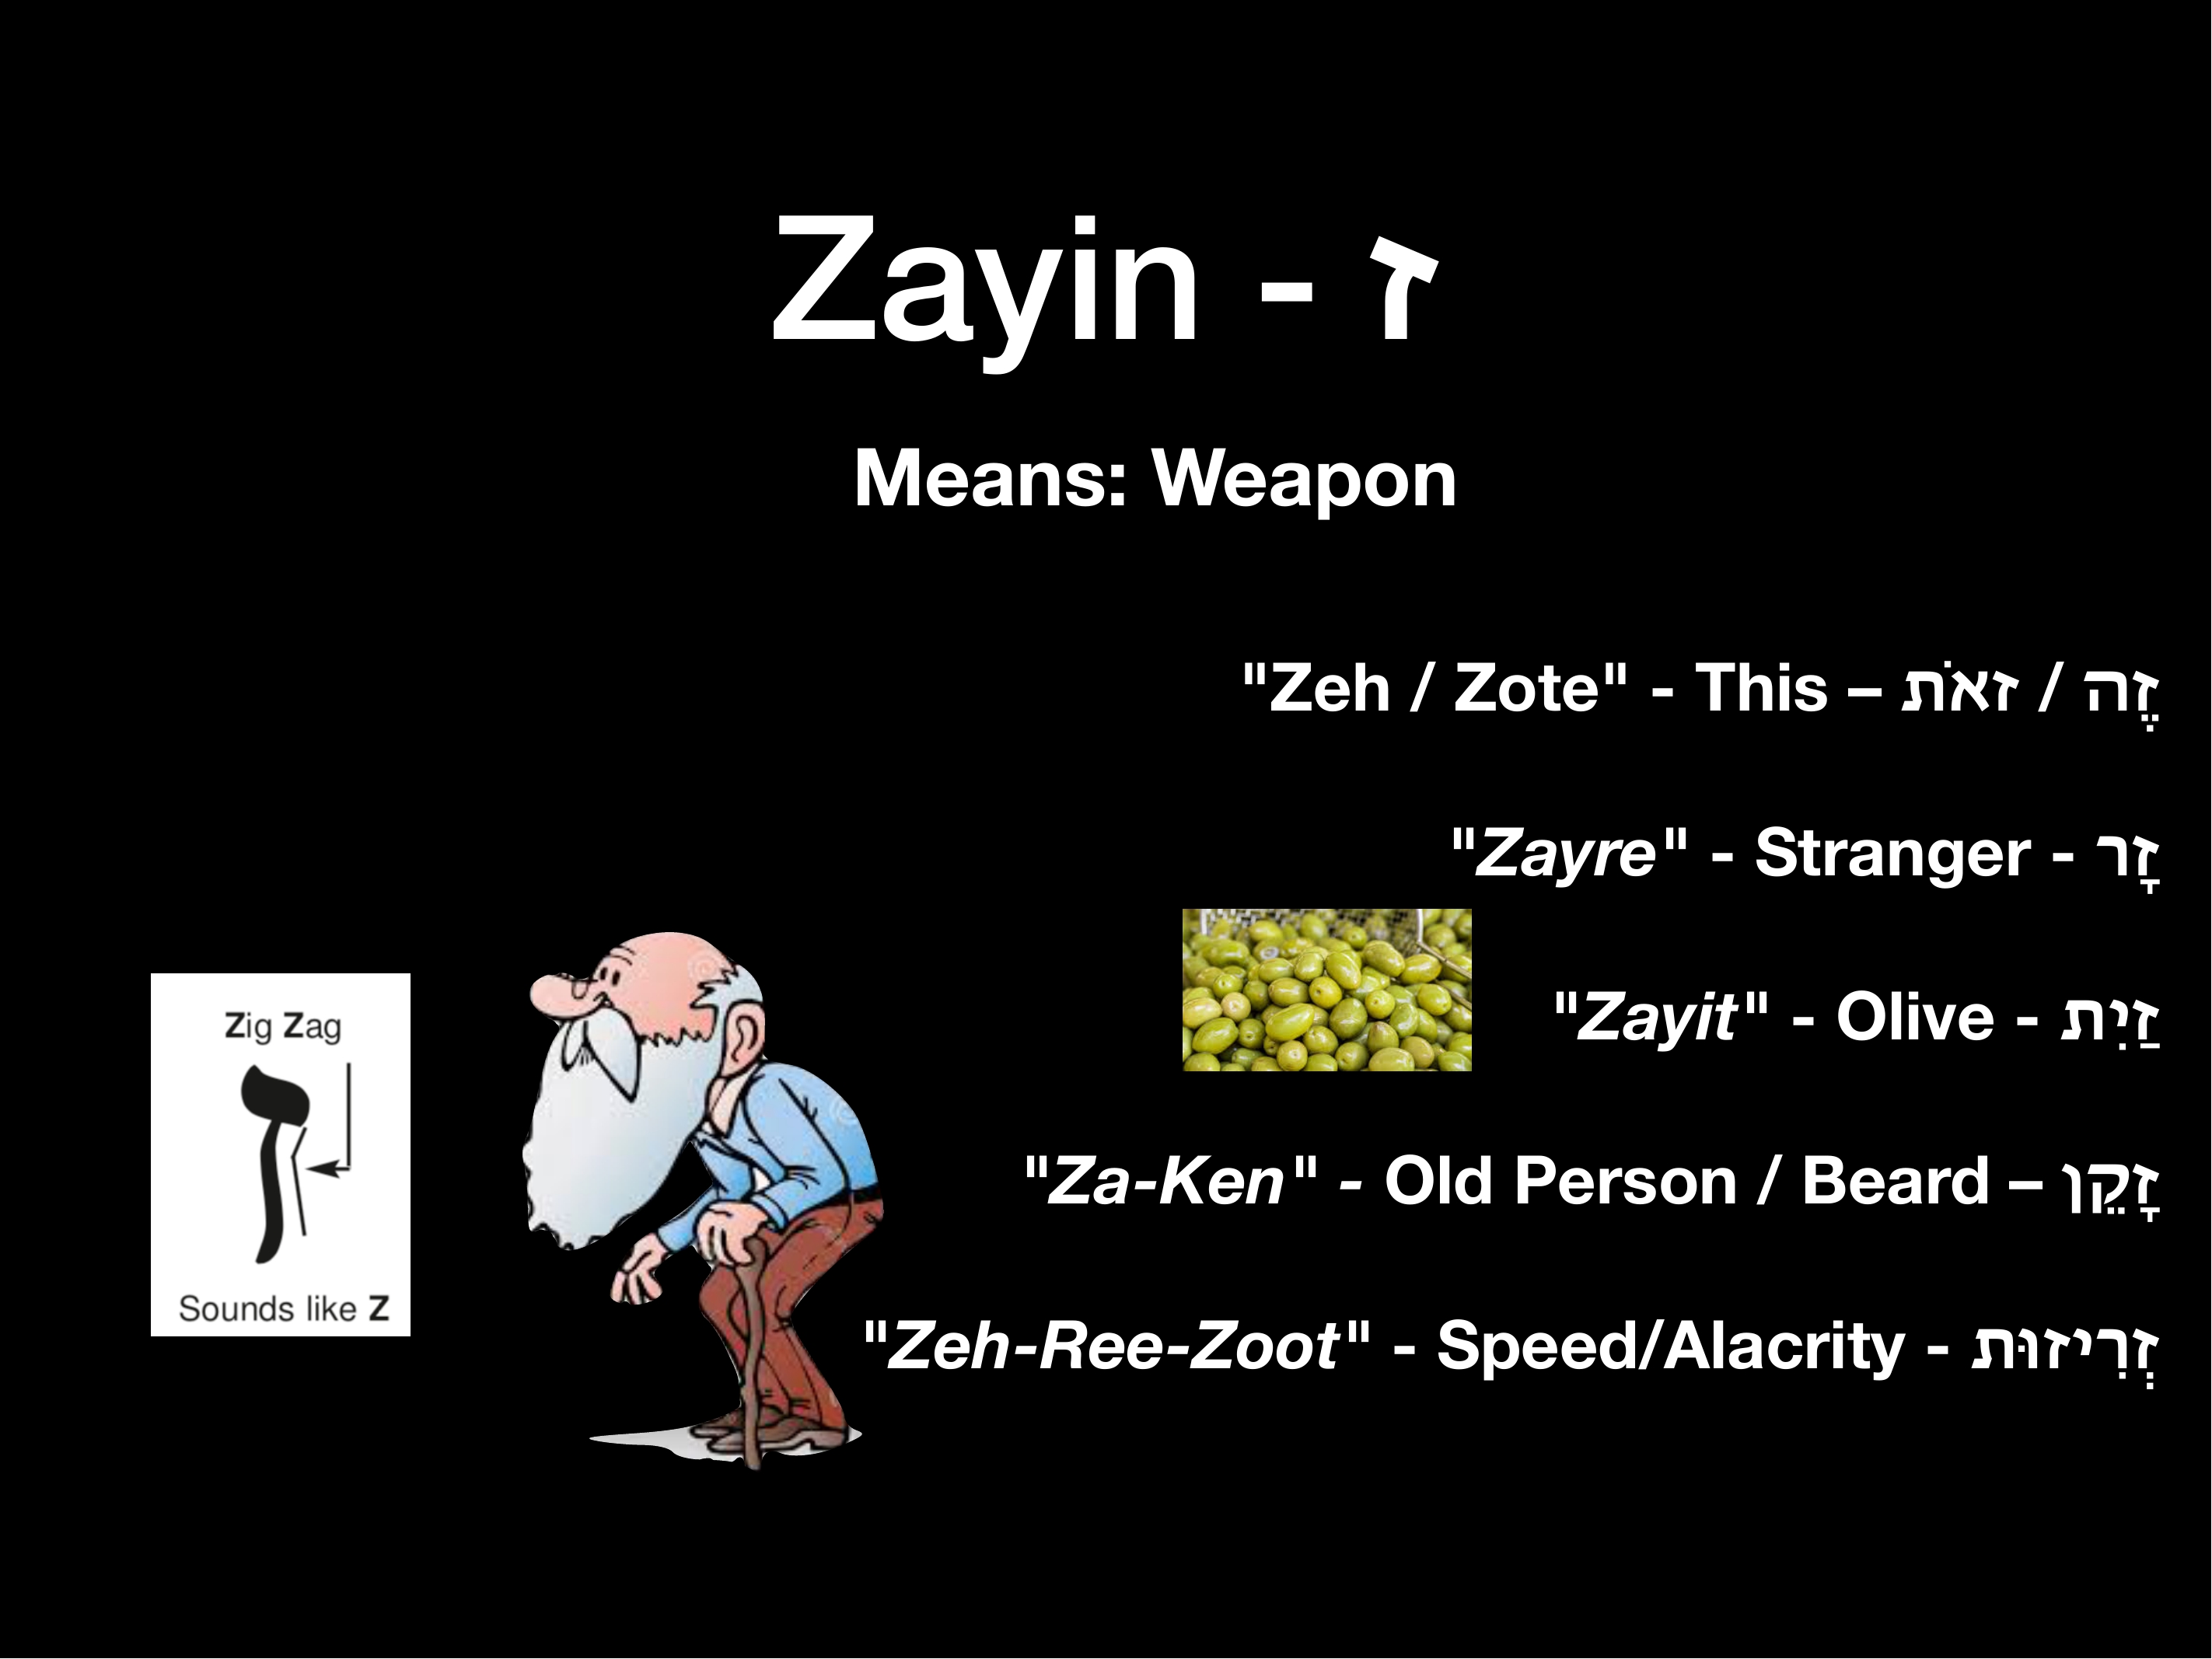 Zayin - ז
Means: Weapon
"Zeh / Zote" - This – זֶה / זאֹת
"Zayre" - Stranger - זָר
"Zayit" - Olive - זַיִת
"Za-Ken" - Old Person / Beard – זָקֵן
"Zeh-Ree-Zoot" - Speed/Alacrity - זְרִיזוּת
Zig Zag
ז
Sounds like Z